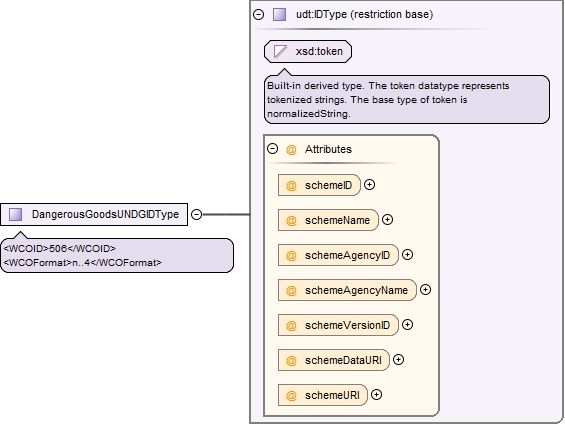 udt:IDType (restriction base)
xsd:token
Built-in derived type. The token datatype represents
tokenized strings. The base type of token is
normalizedString.
@ Attributes
@ schemeID
@ schemeName
@ schemeAgencyID
@ schemeAgencyName
@ schemeVersionID
@ schemeDataURI
@ schemeURI
DangerousGoodsUNDGIDType
<WCOID>506</WCOID>
<WCOFormat>n..4</WCOFormat>